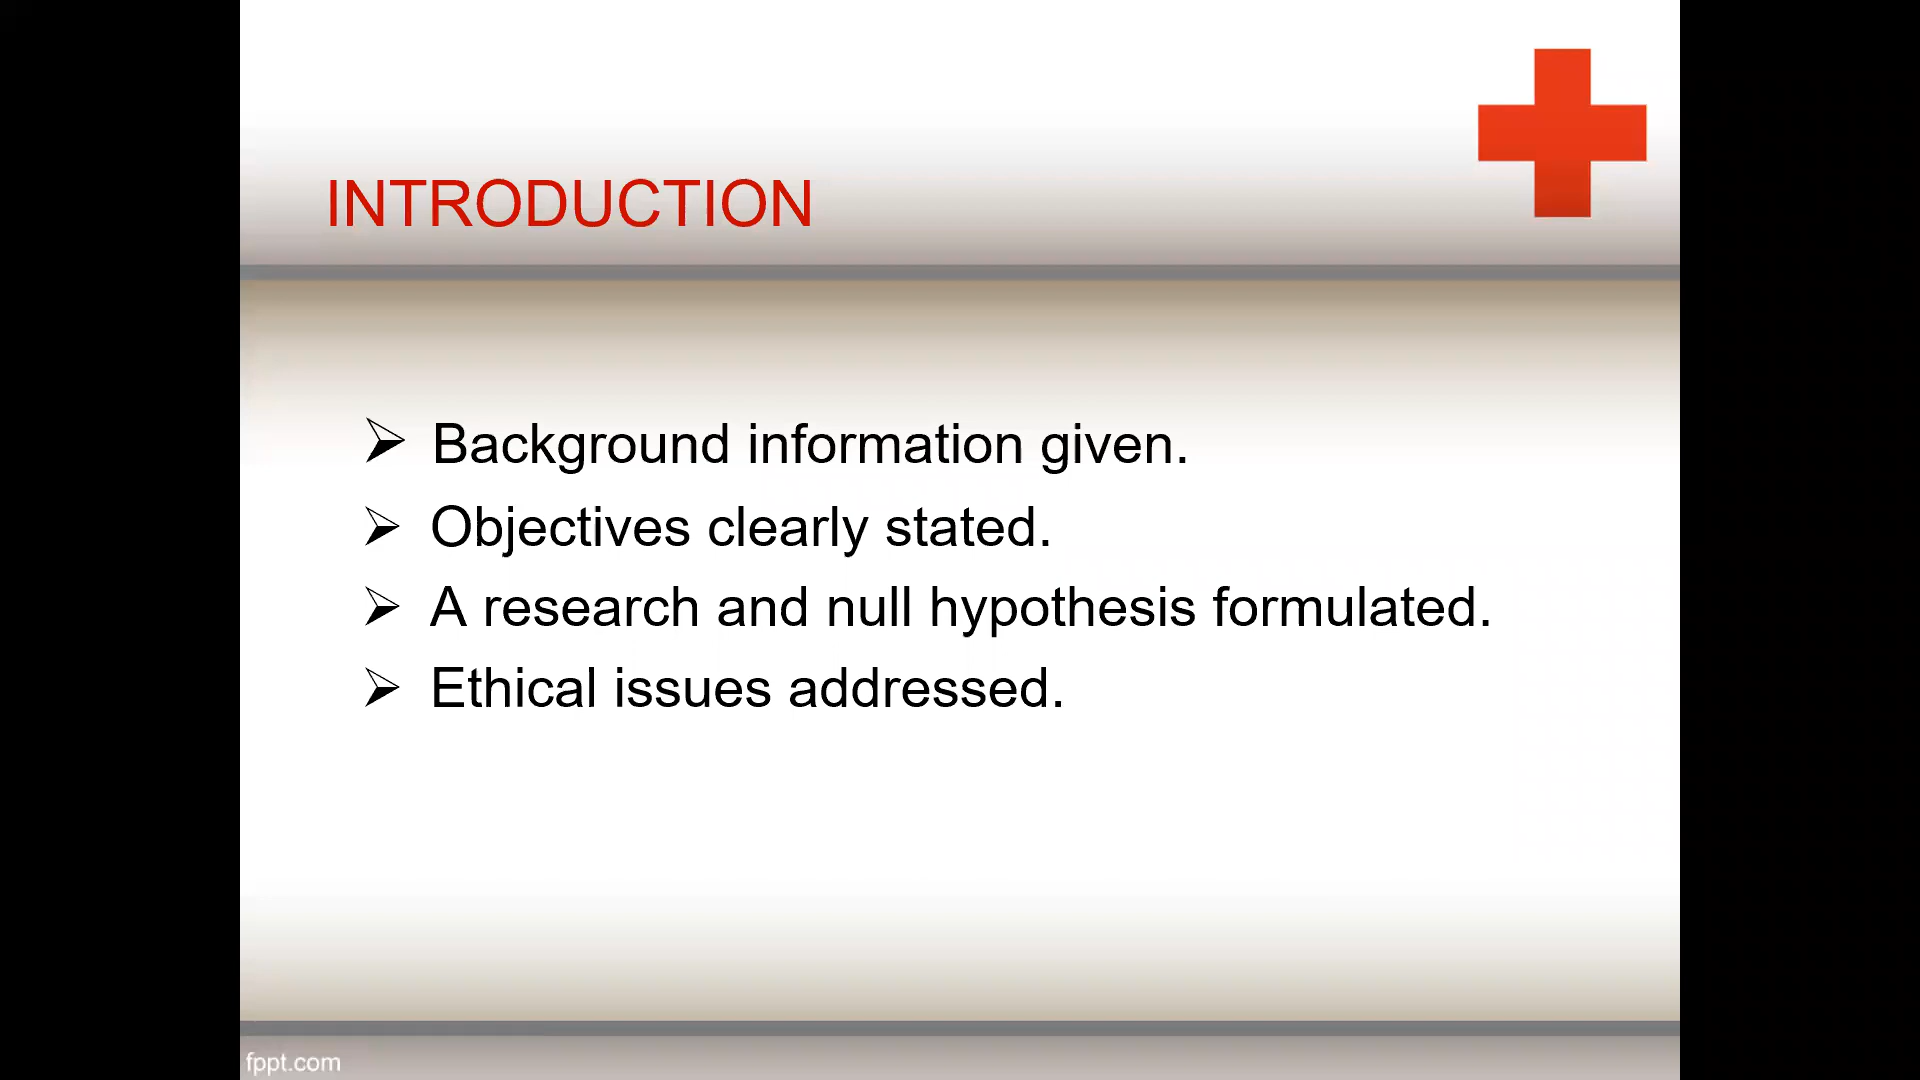 INTRODUCTION
➢ Background information given.
➢ Objectives clearly stated.
➢ A research and null hypothesis formulated.
➢ Ethical issues addressed.
fppt.com